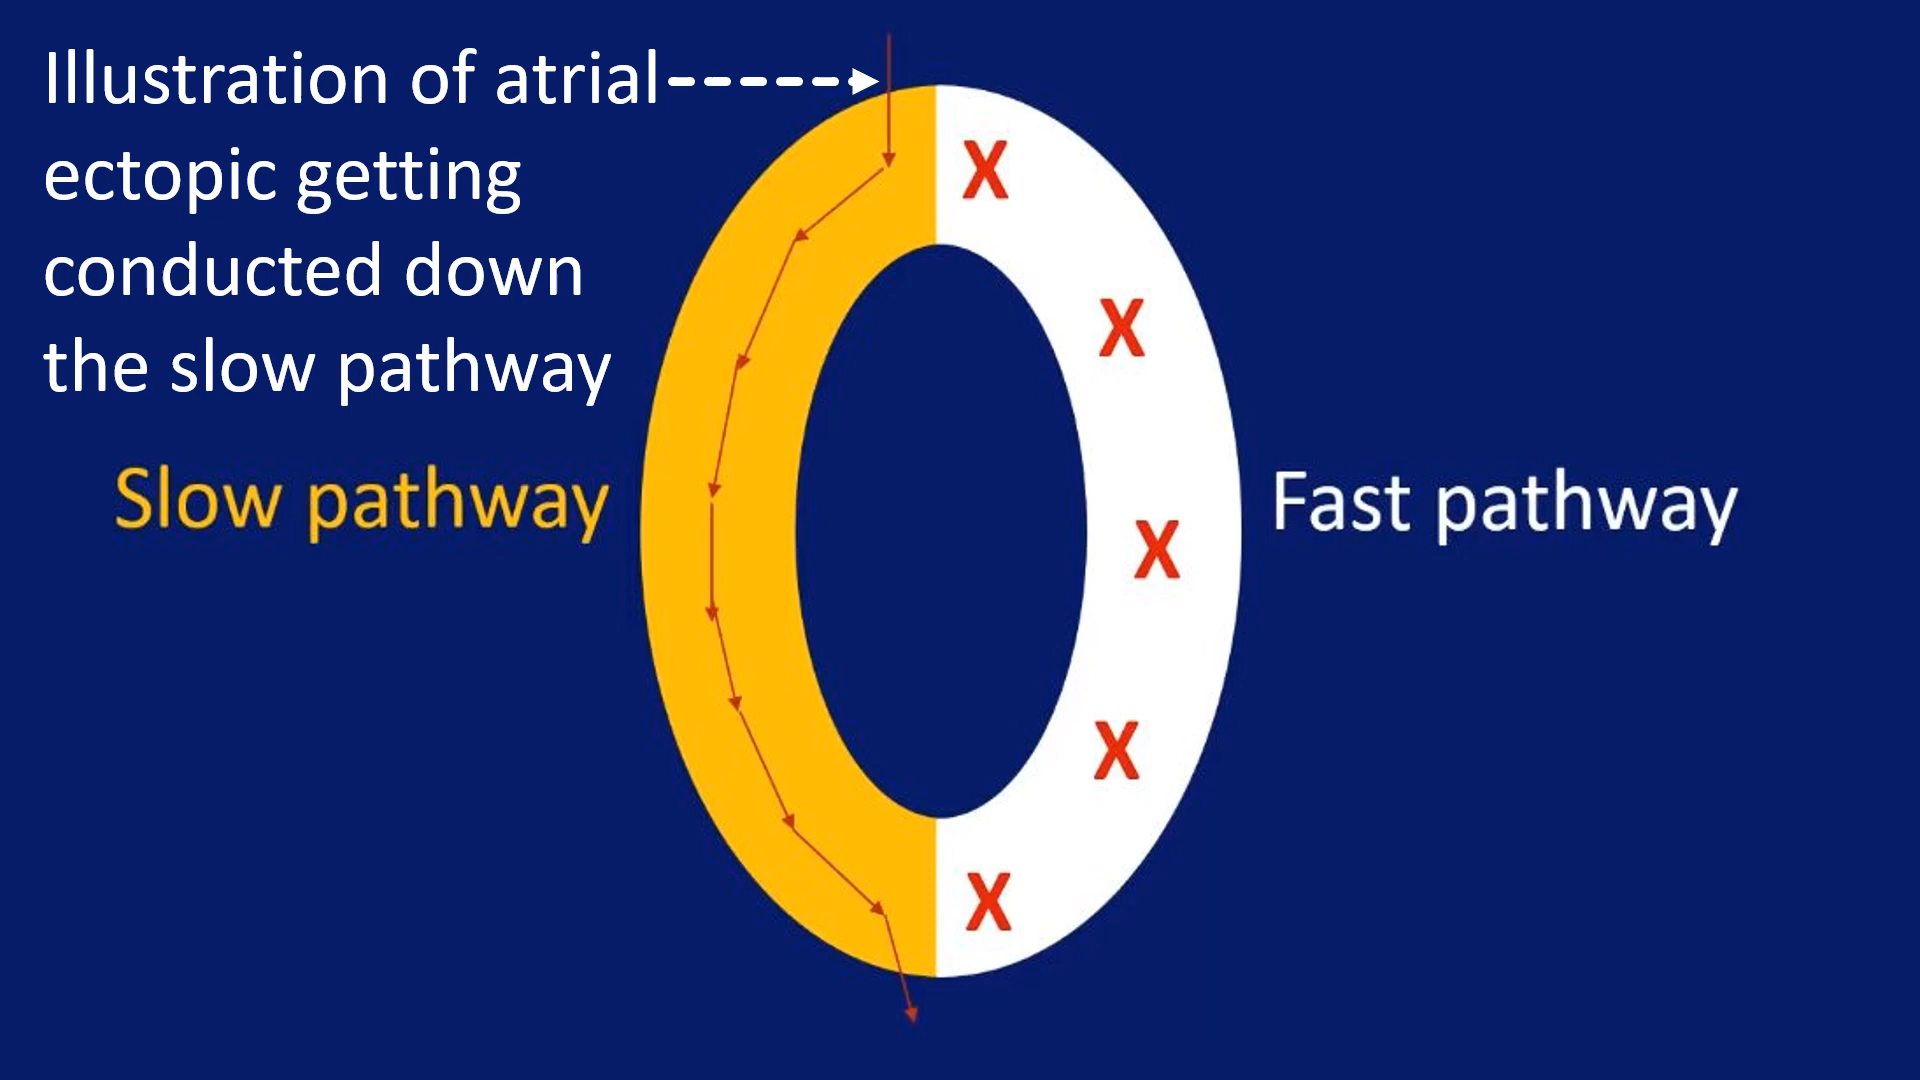 Illustration of atrial
ectopic getting
conducted down
the slow pathway
Slow pathway
Fast pathway
X
X
X
X
X